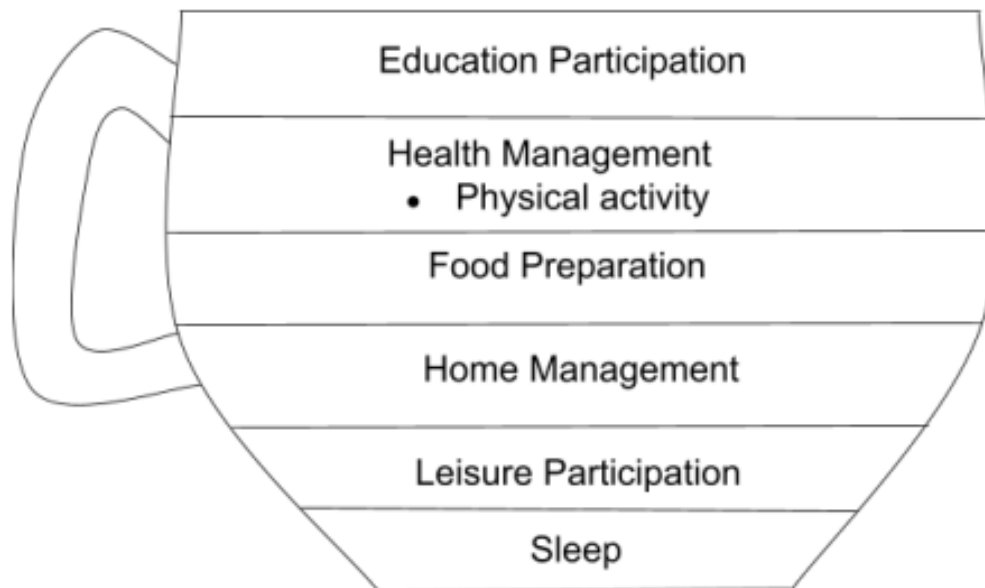 Education Participation
Health Management
• Physical activity
Food Preparation
Home Management
Leisure Participation
Sleep